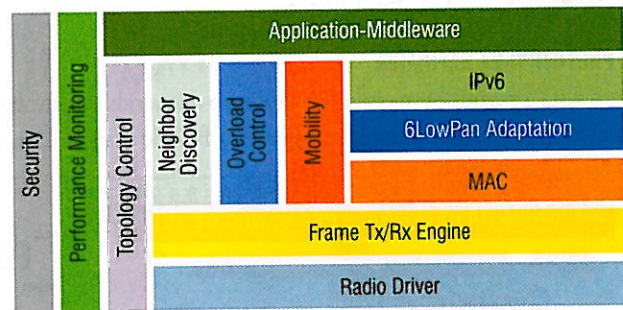 Security
Performance Monitoring
Application-Middleware
Topology Control
Neighbor
Discovery
Overload
Control
Mobility
IPv6
6LowPan Adaptation
MAC
Frame Tx/Rx Engine
Radio Driver